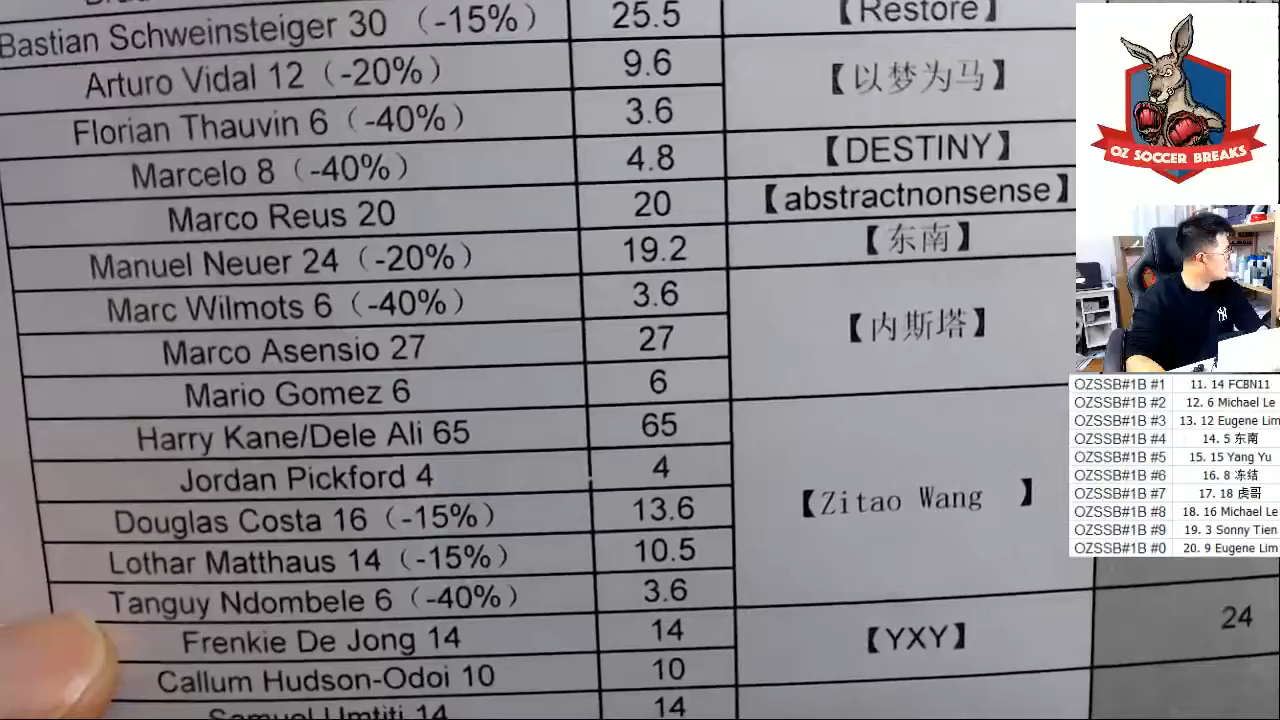 Bastian Schweinsteiger 30 （-15%） 25.5 【Restore】
Arturo Vidal 12（-20%） 9.6 【以梦为马】
Florian Thauvin 6（-40%） 3.6
Marcelo 8（-40%） 4.8 【DESTINY】
Marco Reus 20 20 【abstractnonsense】
Manuel Neuer 24（-20%） 19.2 【东南】
Marc Wilmots 6（-40%） 3.6 【内斯塔】
Marco Asensio 27 27
Mario Gomez 6 6
Harry Kane/Dele Ali 65 65 【Zitao Wang 】
Jordan Pickford 4 4
Douglas Costa 16（-15%） 13.6
Lothar Matthaus 14（-15%） 10.5
Tanguy Ndombele 6（-40%） 3.6
Frenkie De Jong 14 14 【YXY】 24
Callum Hudson-Odoi 10 10
Samuel Umtiti 14 14
OZ SOCCER BREAKS
NY
OZSSB#1B #1 11. 14 FCBN11
OZSSB#1B #2 12. 6 Michael Le
OZSSB#1B #3 13. 12 Eugene Lim
OZSSB#1B #4 14. 5 东南
OZSSB#1B #5 15. 15 Yang Yu
OZSSB#1B #6 16. 8 冻结
OZSSB#1B #7 17. 18 虎哥
OZSSB#1B #8 18. 16 Michael Le
OZSSB#1B #9 19. 3 Sonny Tien
OZSSB#1B #0 20. 9 Eugene Lim